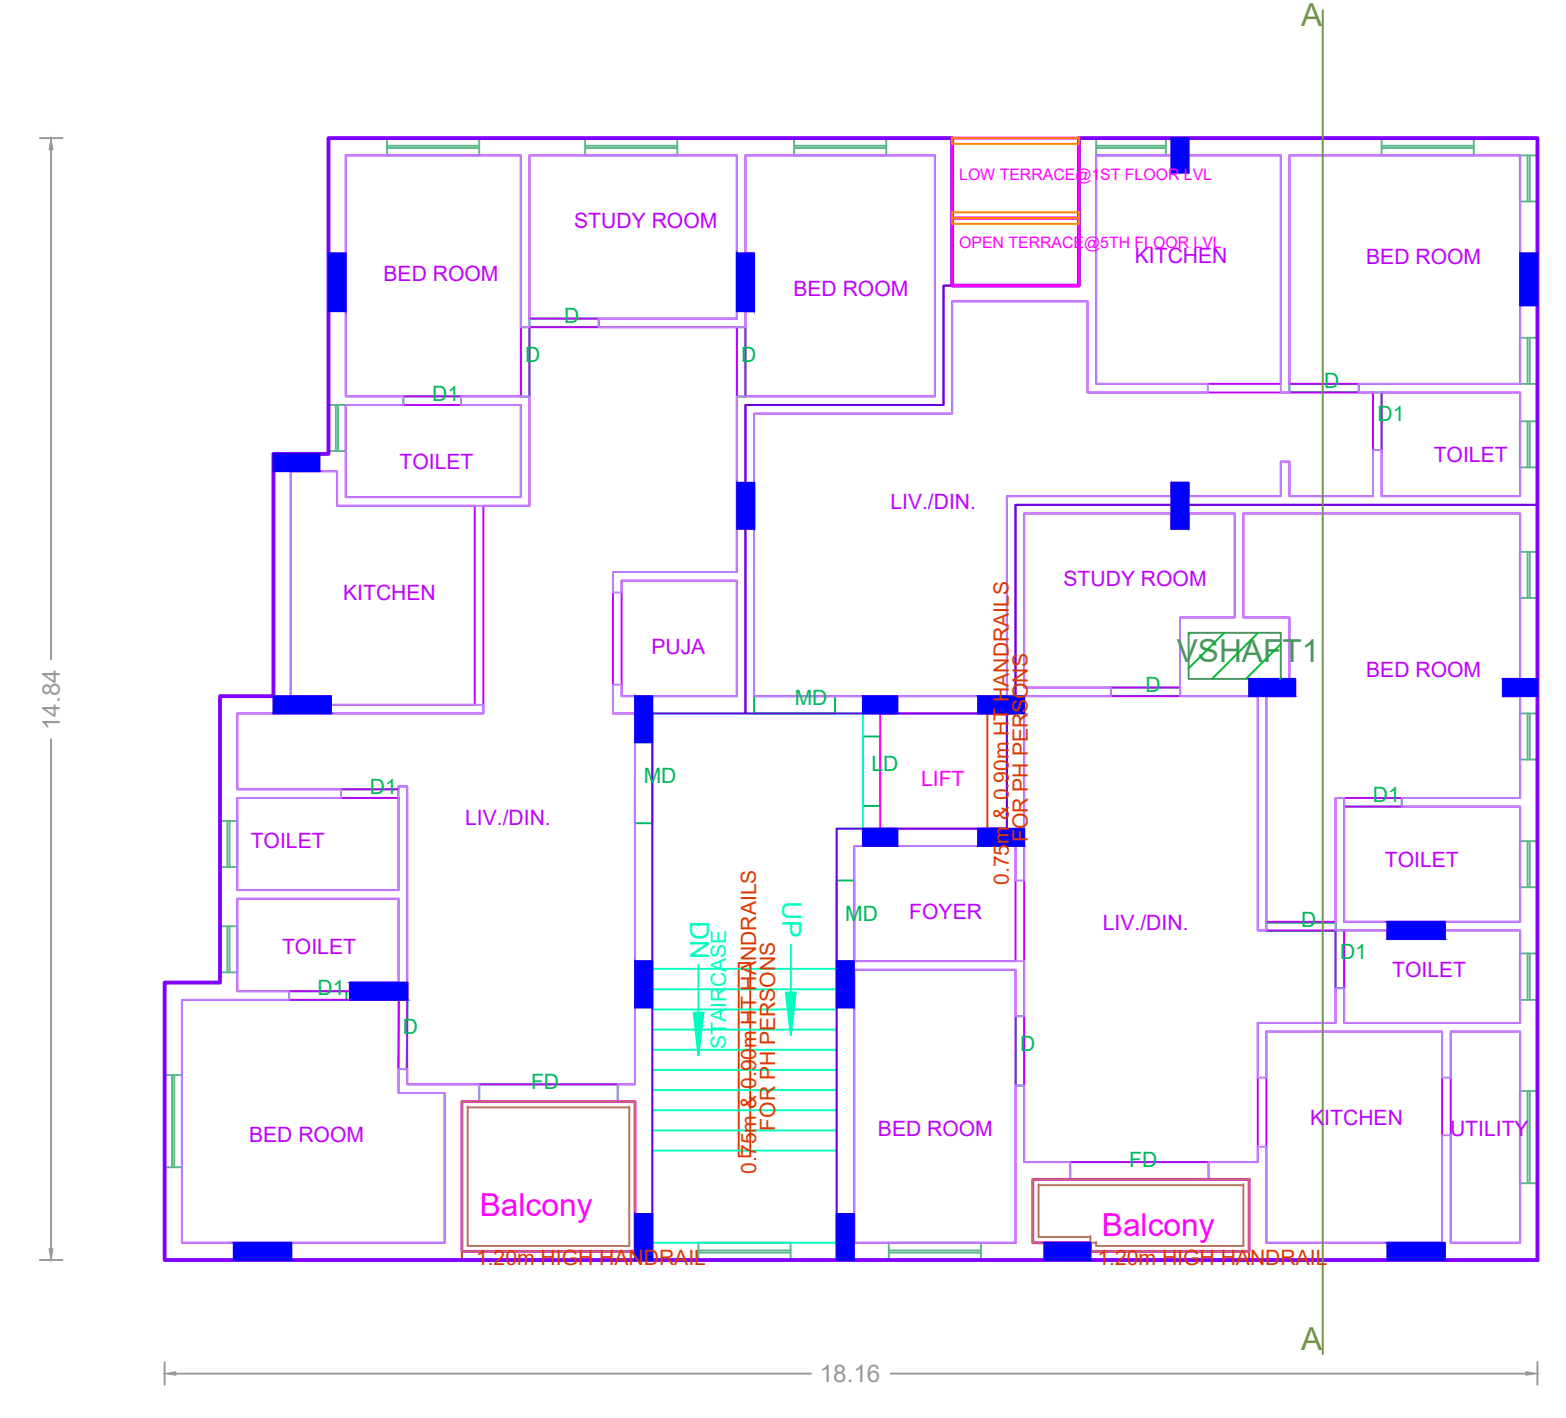 A
LOW TERRACE@1ST FLOOR LVL
STUDY ROOM
OPEN TERRACE@5TH FLOOR LVL
KITCHEN
BED ROOM
BED ROOM
BED ROOM
D
D
D
D
D1
D1
TOILET
TOILET
LIV./DIN.
STUDY ROOM
KITCHEN
PUJA
VSHAFT1
BED ROOM
14.84
D
MD
0.75m & 0.90m HT HANDRAILS
FOR PH PERSONS
MD
LD
LIFT
D1
D1
LIV./DIN.
TOILET
TOILET
MD
FOYER
LIV./DIN.
D
TOILET
D1
TOILET
DN
STAIRCASE
UP
0.75m & 0.90m HT HANDRAILS
FOR PH PERSONS
D1
D
D
FD
BED ROOM
BED ROOM
KITCHEN
UTILITY
FD
Balcony
Balcony
1.20m HIGH HANDRAIL
1.20m HIGH HANDRAIL
A
18.16